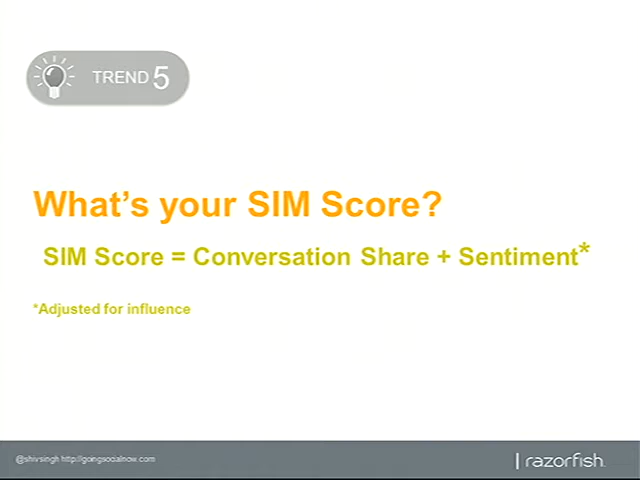 TREND 5
What's your SIM Score?
SIM Score = Conversation Share + Sentiment*
*Adjusted for influence
@shivsingh http://goingsocialnow.com
| razorfish.